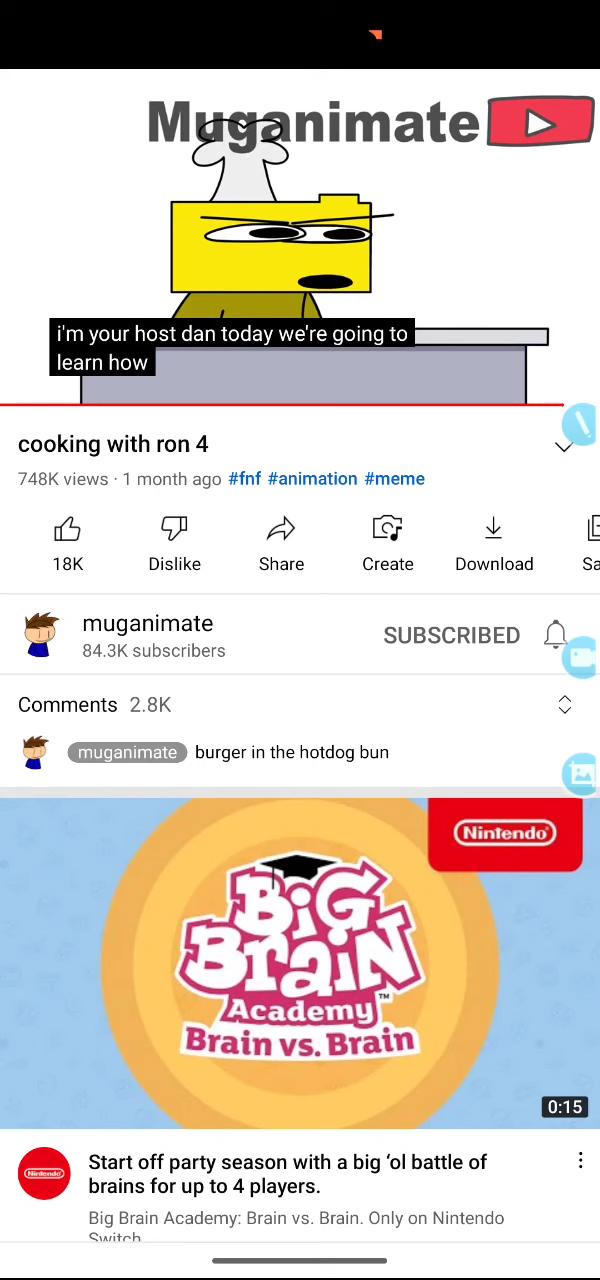 Muganimate
i'm your host dan today we're going to
learn how
cooking with ron 4
748K views · 1 month ago #fnf #animation #meme
18K
Dislike
Share
Create
Download
Sa
muganimate
84.3K subscribers
SUBSCRIBED
Comments 2.8K
muganimate burger in the hotdog bun
Nintendo
BiG
BraiN
Academy™
Brain vs. Brain
0:15
Nintendo
Start off party season with a big ‘ol battle of
brains for up to 4 players.
Big Brain Academy: Brain vs. Brain. Only on Nintendo
Switch